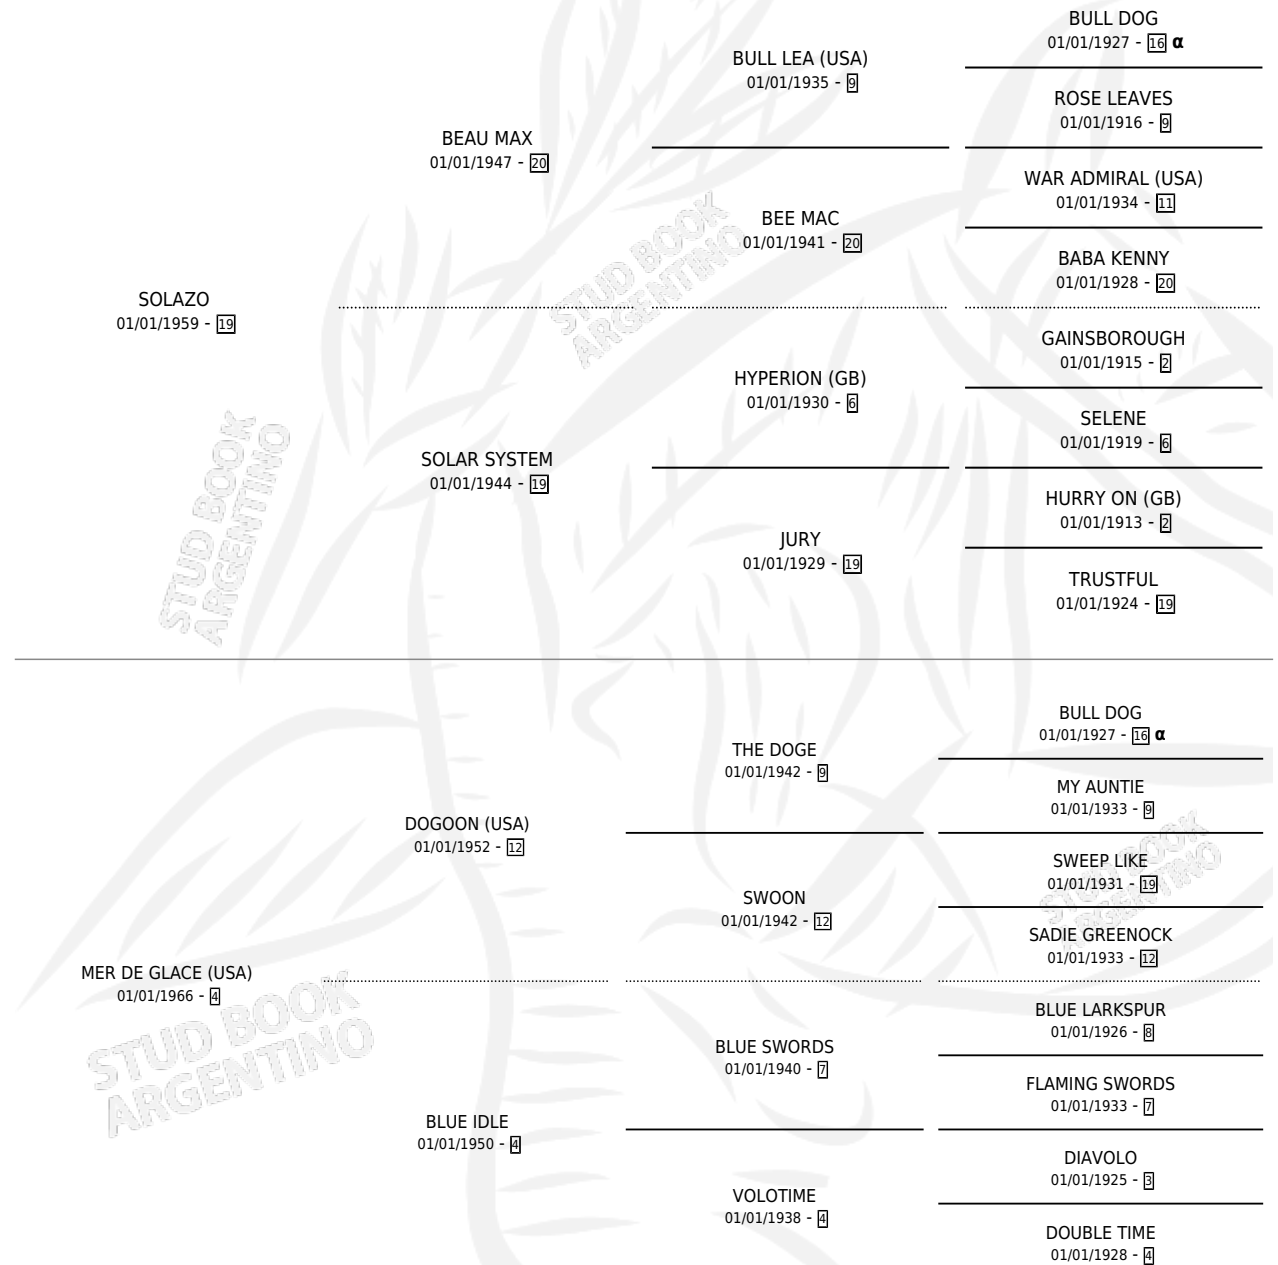 BULL DOG
01/01/1927 - 16 α
BULL LEA (USA)
01/01/1935 - 9
ROSE LEAVES
01/01/1916 - 9
BEAU MAX
01/01/1947 - 20
WAR ADMIRAL (USA)
01/01/1934 - 11
BEE MAC
01/01/1941 - 20
BABA KENNY
01/01/1928 - 20
STUD BOOK
ARGENTINO
SOLAZO
01/01/1959 - 19
GAINSBOROUGH
01/01/1915 - 2
HYPERION (GB)
01/01/1930 - 6
SELENE
01/01/1919 - 6
SOLAR SYSTEM
01/01/1944 - 19
HURRY ON (GB)
01/01/1913 - 2
JURY
01/01/1929 - 19
TRUSTFUL
01/01/1924 - 19
STUD BOOK
ARGENTINO
BULL DOG
01/01/1927 - 16 α
THE DOGE
01/01/1942 - 9
MY AUNTIE
01/01/1933 - 9
DOGOON (USA)
01/01/1952 - 12
SWEEP LIKE
01/01/1931 - 19
SWOON
01/01/1942 - 12
SADIE GREENOCK
01/01/1933 - 12
STUD BOOK
ARGENTINO
MER DE GLACE (USA)
01/01/1966 - 4
BLUE LARKSPUR
01/01/1926 - 8
BLUE SWORDS
01/01/1940 - 7
FLAMING SWORDS
01/01/1933 - 7
STUD BOOK
ARGENTINO
BLUE IDLE
01/01/1950 - 4
DIAVOLO
01/01/1925 - 3
VOLOTIME
01/01/1938 - 4
DOUBLE TIME
01/01/1928 - 4